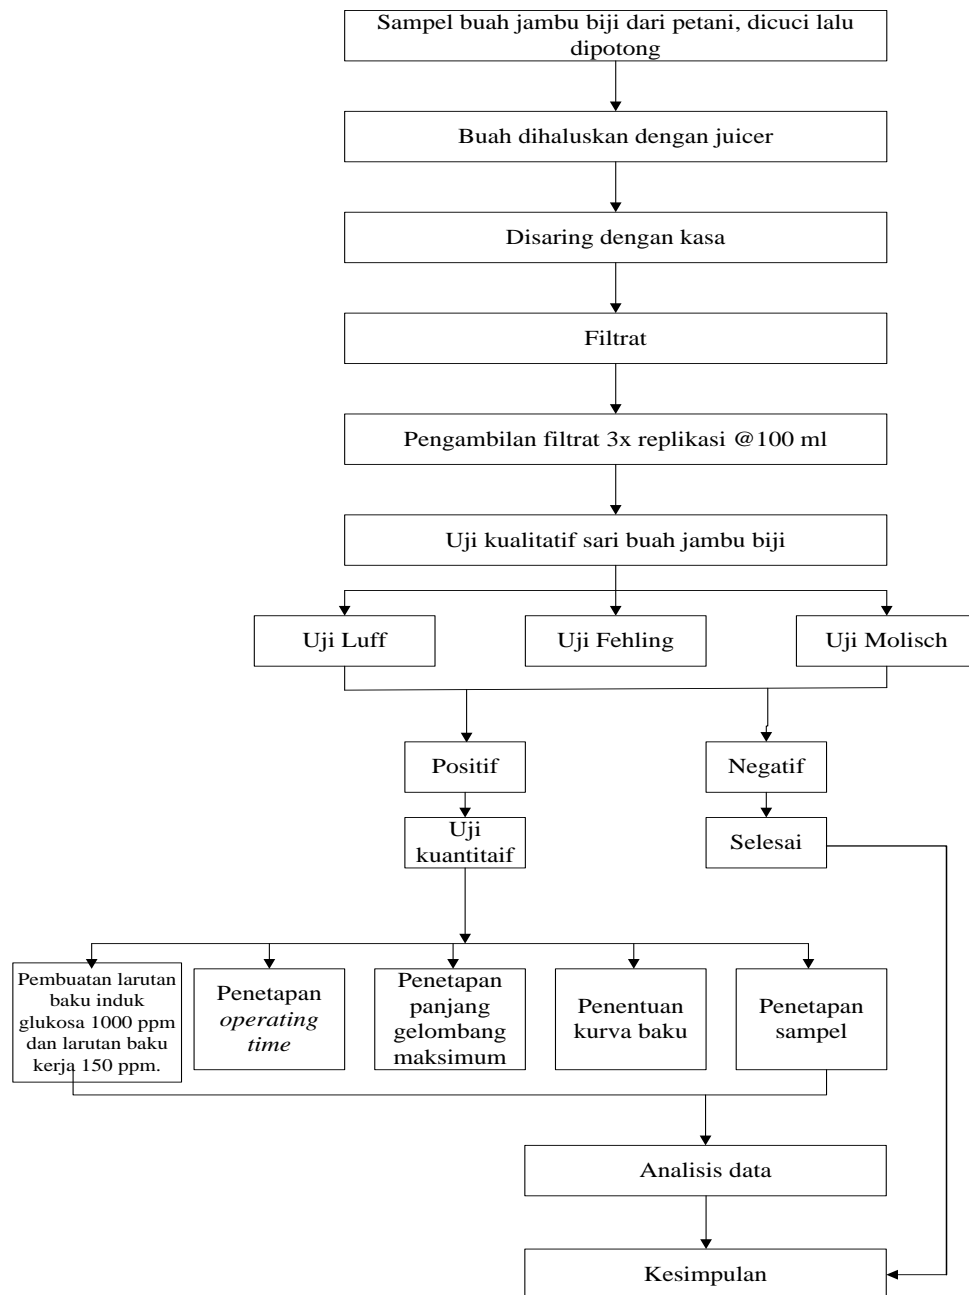 Sampel buah jambu biji dari petani, dicuci lalu
dipotong
Buah dihaluskan dengan juicer
Disaring dengan kasa
Filtrat
Pengambilan filtrat 3x replikasi @100 ml
Uji kualitatif sari buah jambu biji
Uji Luff
Uji Fehling
Uji Molisch
Positif
Negatif
Uji
kuantitaif
Selesai
Pembuatan larutan
baku induk
glukosa 1000 ppm
dan larutan baku
kerja 150 ppm.
Penetapan
operating
time
Penetapan
panjang
gelombang
maksimum
Penentuan
kurva baku
Penetapan
sampel
Analisis data
Kesimpulan